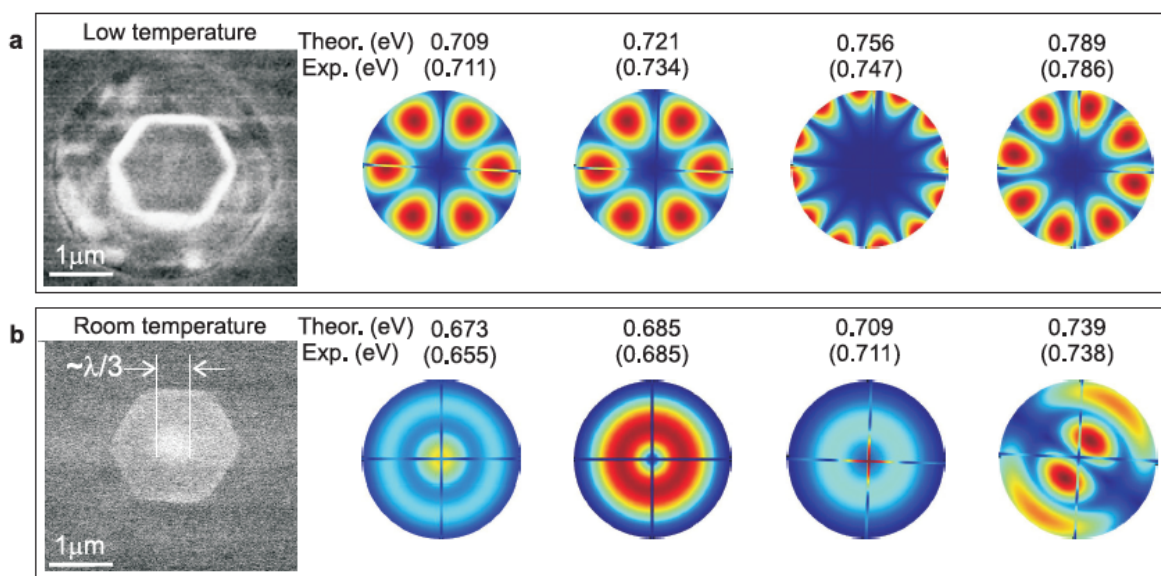 a
Low temperature
Theor. (eV) 0.709 0.721 0.756 0.789
Exp. (eV) (0.711) (0.734) (0.747) (0.786)
1μm
b
Room temperature
Theor. (eV) 0.673 0.685 0.709 0.739
Exp. (eV) (0.655) (0.685) (0.711) (0.738)
~λ/3
1μm